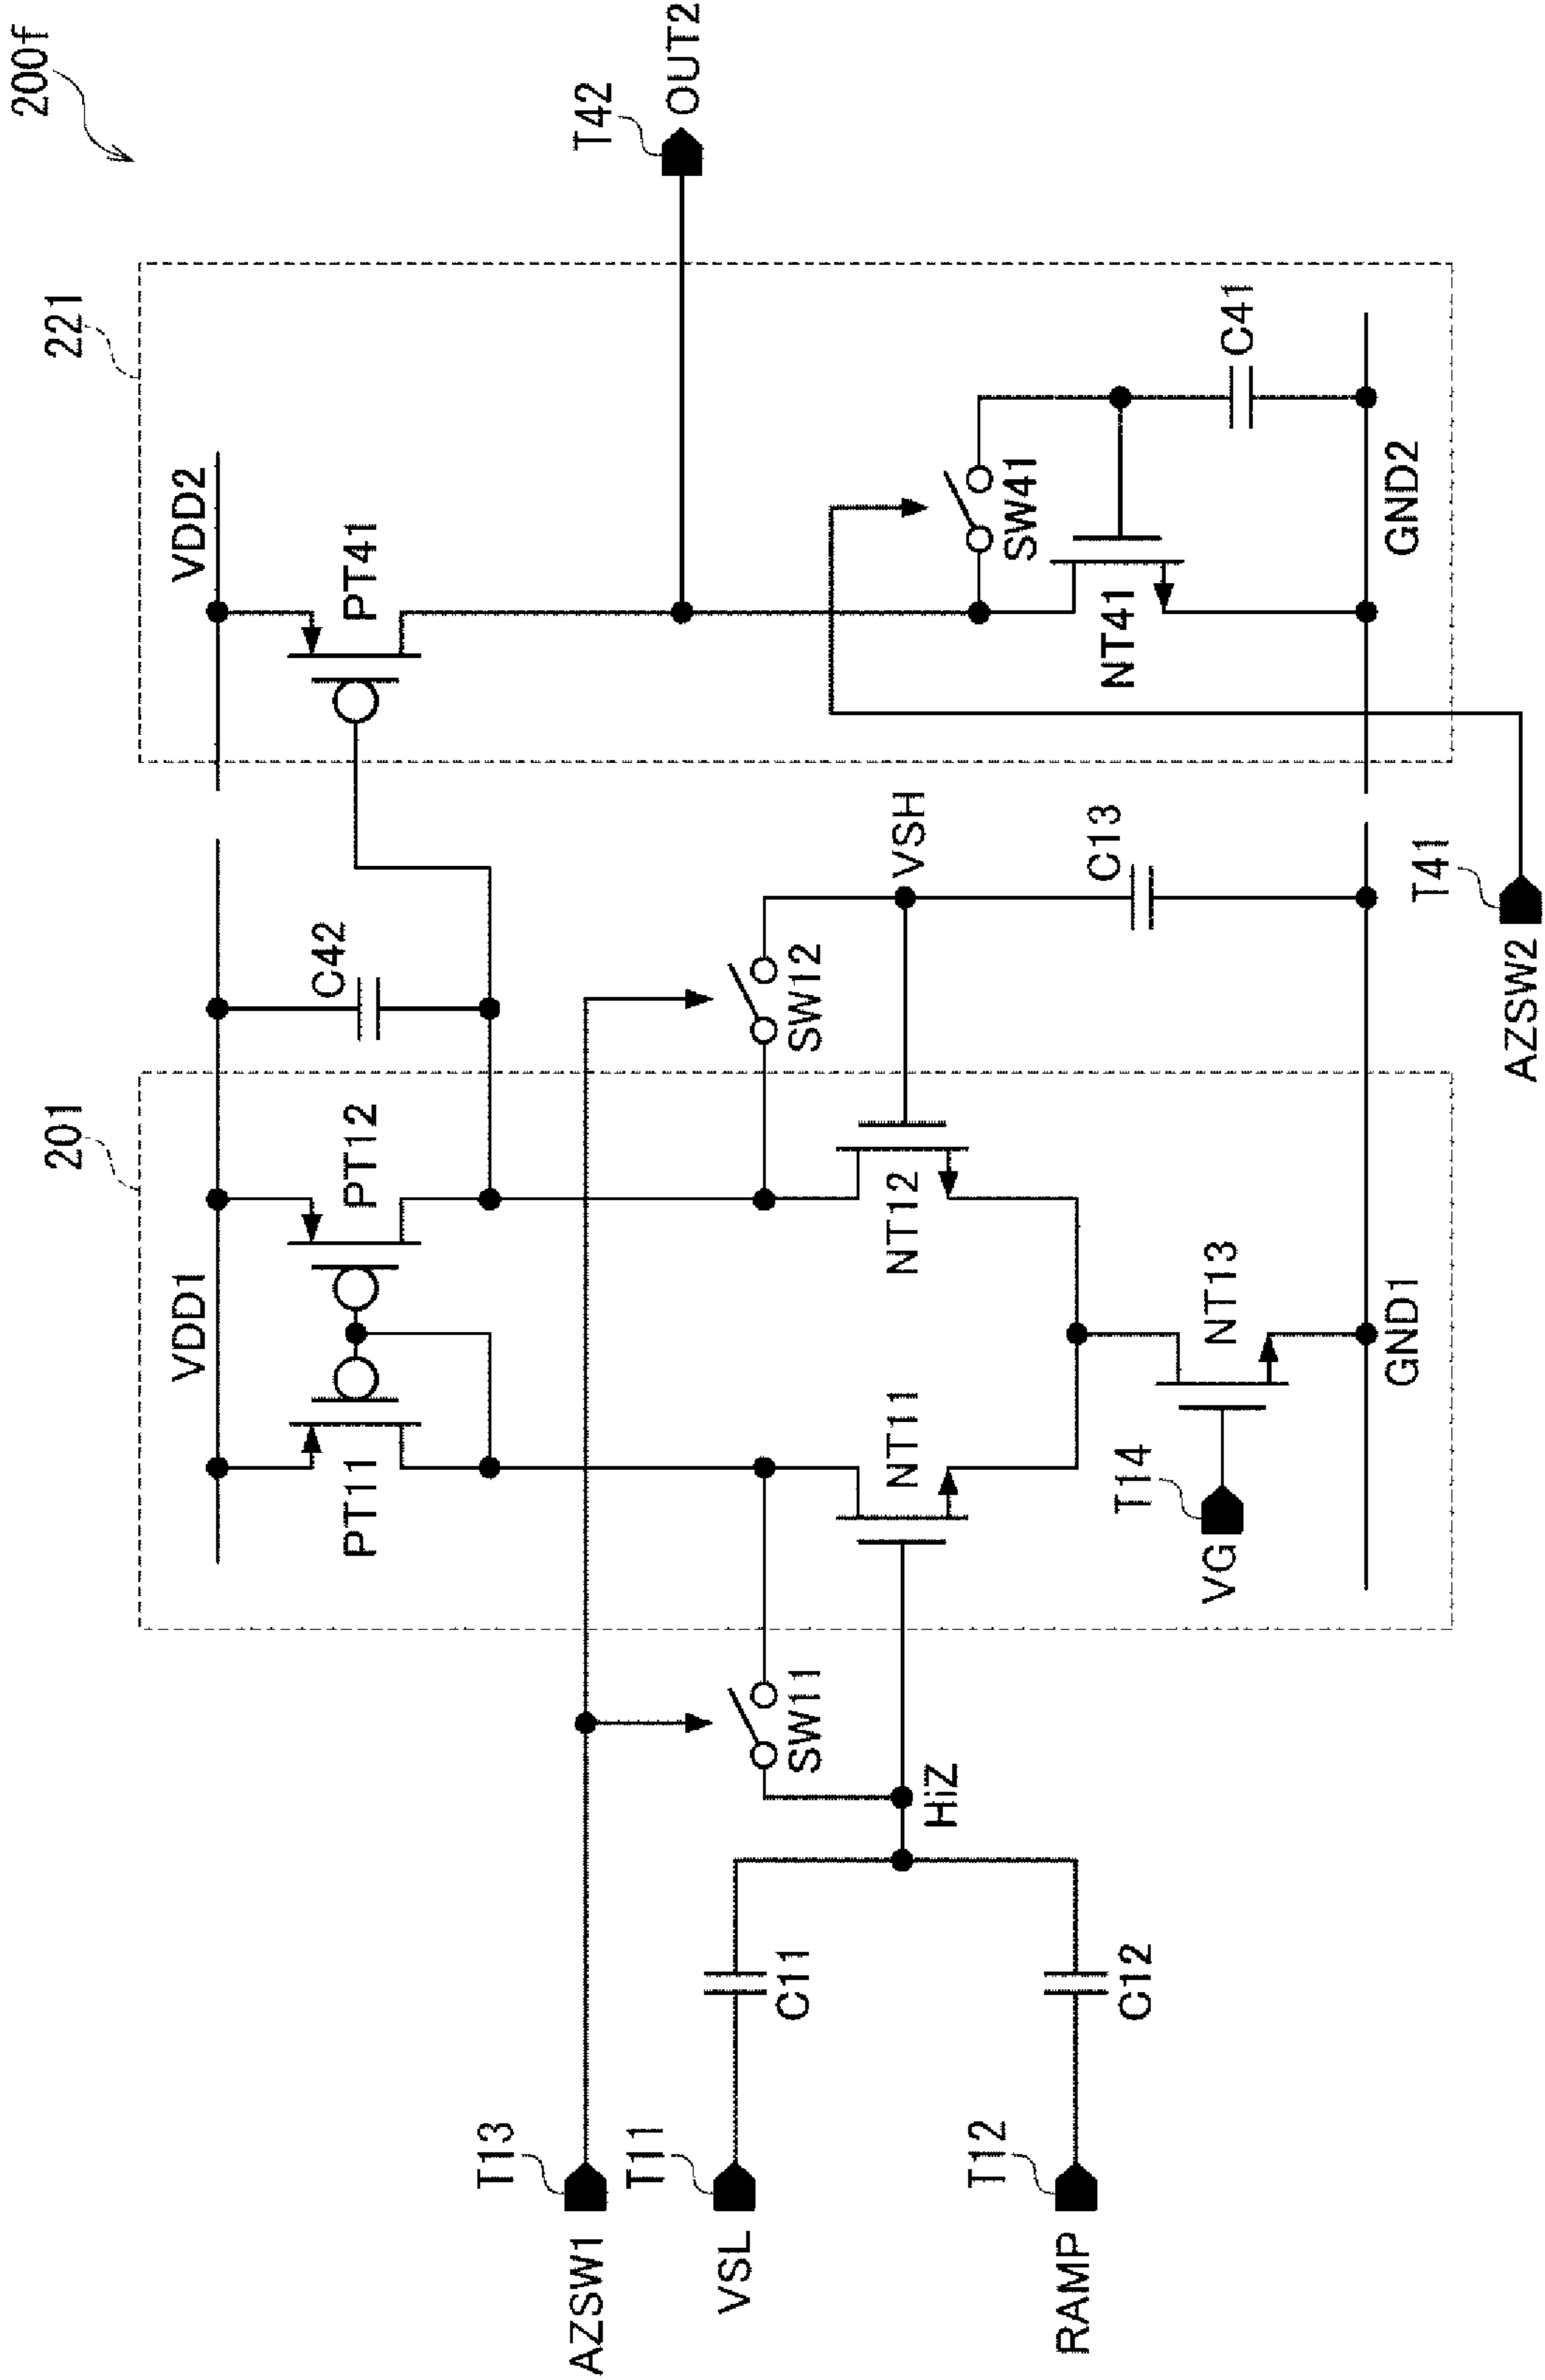 200f
201
221
VDD1
VDD2
PT11
PT12
C42
PT41
T42
OUT2
T13
AZSW1
T11
VSL
C11
SW11
SW12
SW41
HiZ
NT11
NT12
VSH
NT41
C41
T12
RAMP
C12
T14
VG
NT13
C13
GND1
GND2
T41
AZSW2